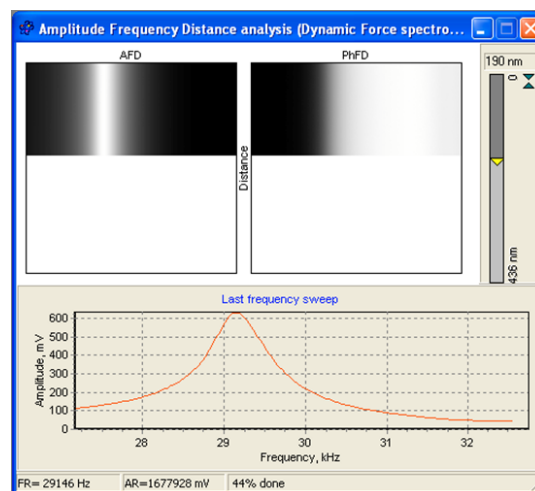 Amplitude Frequency Distance analysis (Dynamic Force spectro...
AFD
PhFD
190 nm
0
Distance
436 nm
Last frequency sweep
600
500
400
300
200
100
0
Amplitude, mV
28
29
30
31
32
Frequency, kHz
FR= 29146 Hz
AR=1677928 mV
44% done